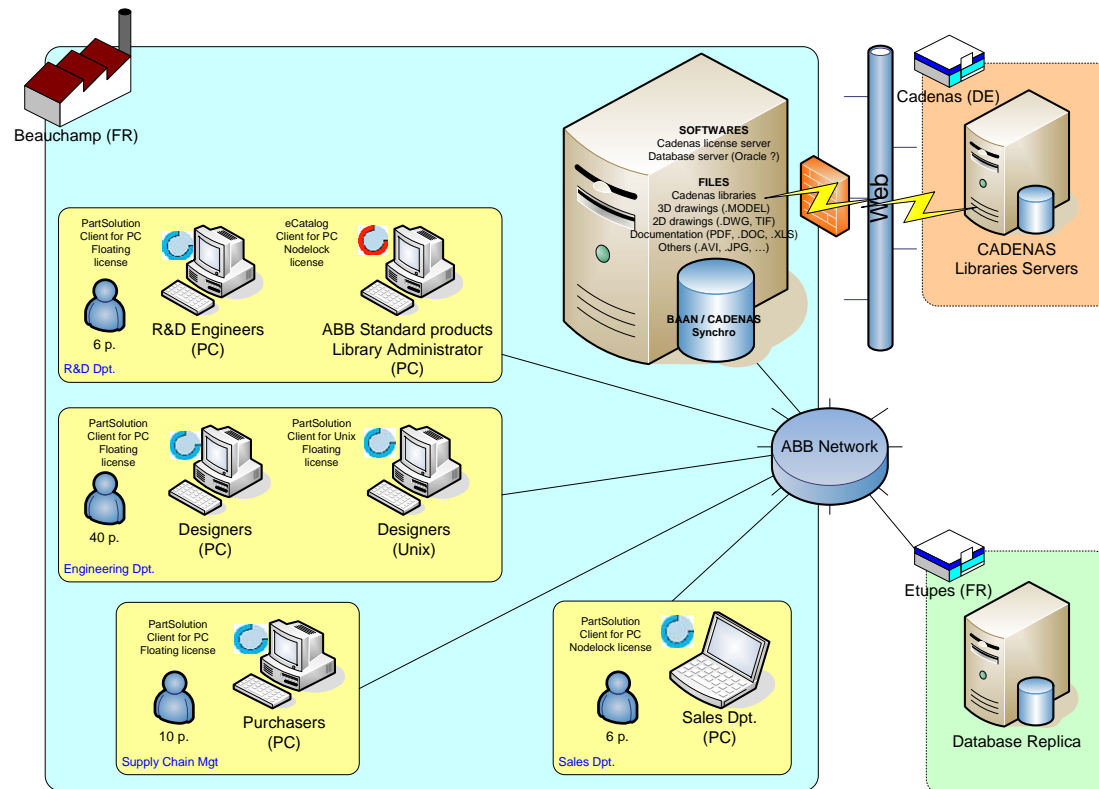 Beauchamp (FR)
SOFTWARES
Cadenas license server
Database server (Oracle ?)
FILES
Cadenas libraries
3D drawings (.MODEL)
2D drawings (.DWG, TIF)
Documentation (PDF, .DOC, .XLS)
Others (.AVI, .JPG, ...)
BAAN / CADENAS
Synchro
Web
Cadenas (DE)
CADENAS
Libraries Servers
PartSolution
Client for PC
Floating
license
6 p.
R&D Engineers
(PC)
eCatalog
Client for PC
Nodelock
license
ABB Standard products
Library Administrator
(PC)
R&D Dpt.
PartSolution
Client for PC
Floating
license
40 p.
Designers
(PC)
PartSolution
Client for Unix
Floating
license
Designers
(Unix)
Engineering Dpt.
ABB Network
PartSolution
Client for PC
Floating license
10 p.
Purchasers
(PC)
Supply Chain Mgt
PartSolution
Client for PC
Nodelock license
6 p.
Sales Dpt.
(PC)
Sales Dpt.
Etupes (FR)
Database Replica